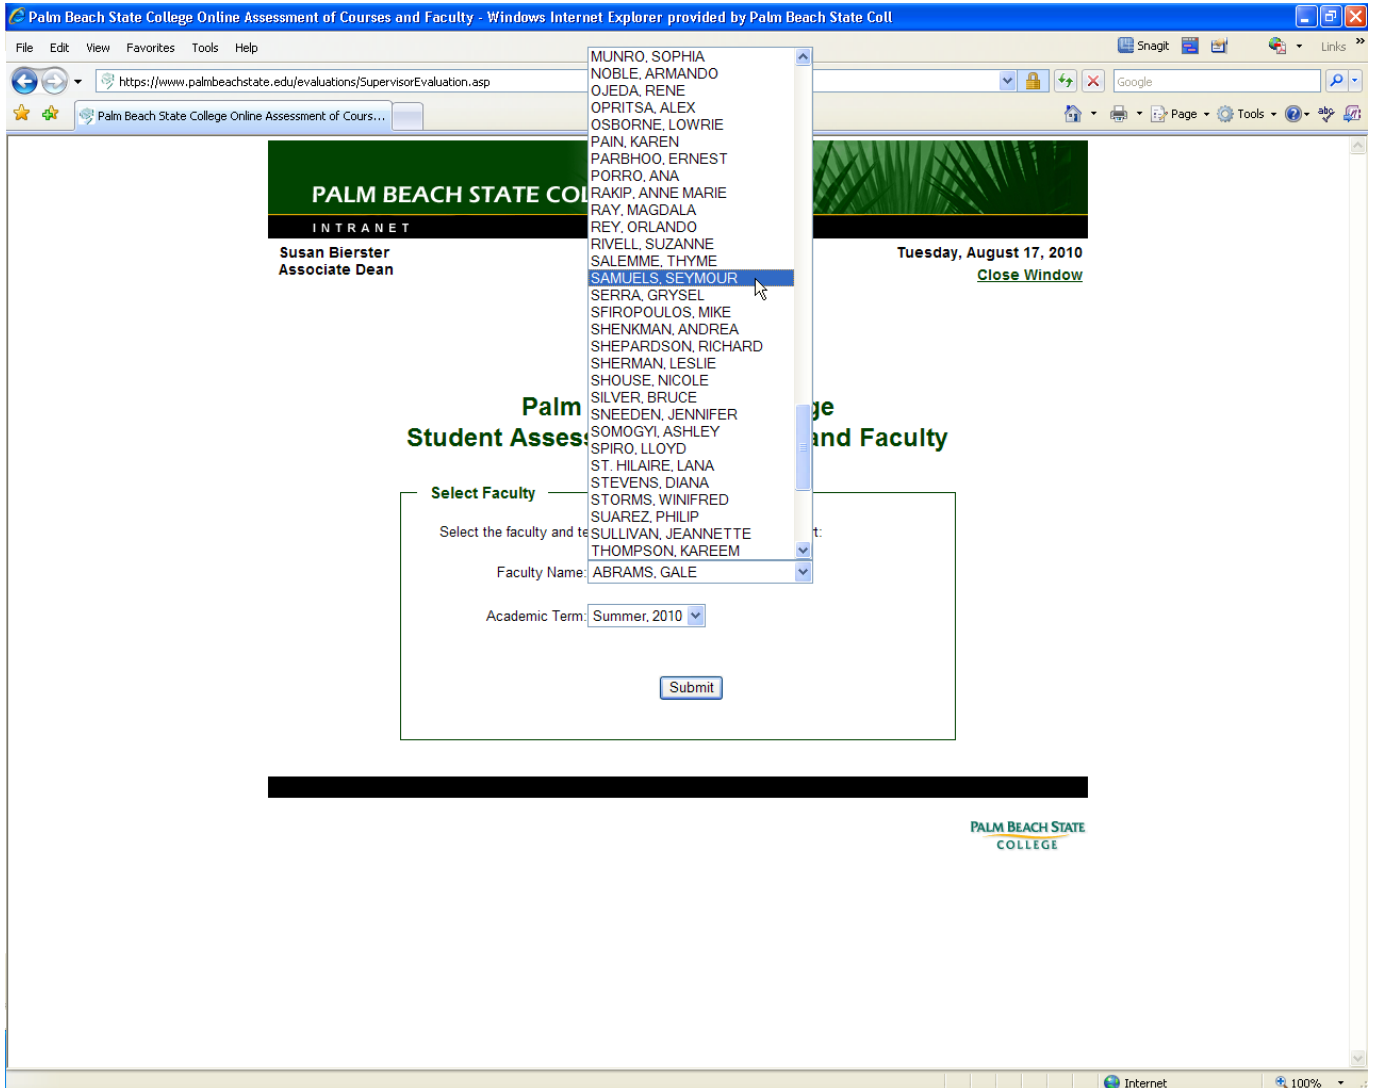 Palm Beach State College Online Assessment of Courses and Faculty - Windows Internet Explorer provided by Palm Beach State Coll
File Edit View Favorites Tools Help
Snagit
Links »
https://www.palmbeachstate.edu/evaluations/SupervisorEvaluation.asp
Google
Palm Beach State College Online Assessment of Cours...
Page Tools
PALM BEACH STATE COL
INTRANET
Susan Bierster
Associate Dean
Tuesday, August 17, 2010
Close Window
MUNRO, SOPHIA
NOBLE, ARMANDO
OJEDA, RENE
OPRITSA, ALEX
OSBORNE, LOWRIE
PAIN, KAREN
PARBHOO, ERNEST
PORRO, ANA
RAKIP, ANNE MARIE
RAY, MAGDALA
REY, ORLANDO
RIVELL, SUZANNE
SALEMME, THYME
SAMUELS, SEYMOUR
SERRA, GRYSEL
SFIROPOULOS, MIKE
SHENKMAN, ANDREA
SHEPARDSON, RICHARD
SHERMAN, LESLIE
SHOUSE, NICOLE
SILVER, BRUCE
SNEEDEN, JENNIFER
SOMOGYI, ASHLEY
SPIRO, LLOYD
ST. HILAIRE, LANA
STEVENS, DIANA
STORMS, WINIFRED
SUAREZ, PHILIP
SULLIVAN, JEANNETTE
THOMPSON, KAREEM
Palm ge
Student Assess and Faculty
Select Faculty
Select the faculty and te t:
Faculty Name: ABRAMS, GALE
Academic Term: Summer, 2010
Submit
PALM BEACH STATE
COLLEGE
Internet
100%